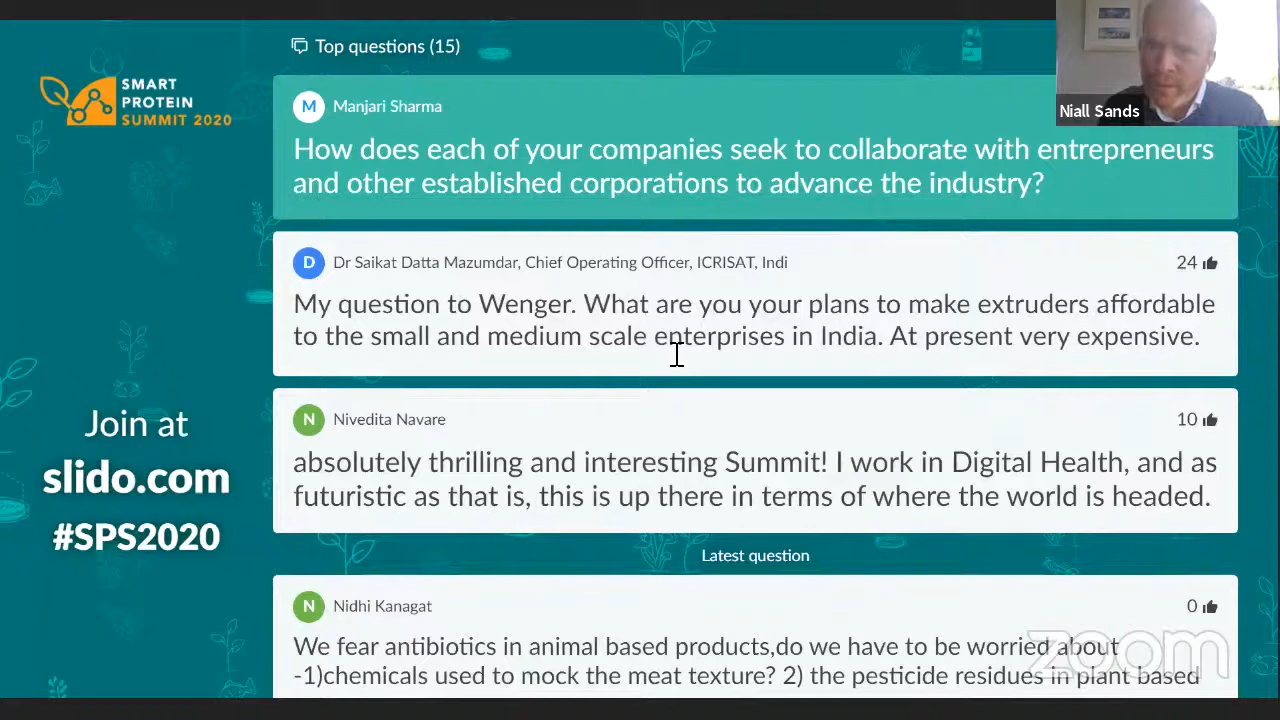 Top questions (15)
SMART
PROTEIN
SUMMIT 2020
M
Manjari Sharma
Niall Sands
How does each of your companies seek to collaborate with entrepreneurs
and other established corporations to advance the industry?
D
Dr Saikat Datta Mazumdar, Chief Operating Officer, ICRISAT, Indi
24
My question to Wenger. What are you your plans to make extruders affordable
to the small and medium scale enterprises in India. At present very expensive.
N
Nivedita Navare
10
absolutely thrilling and interesting Summit! I work in Digital Health, and as
futuristic as that is, this is up there in terms of where the world is headed.
Join at
slido.com
#SPS2020
Latest question
N
Nidhi Kanagat
0
We fear antibiotics in animal based products,do we have to be worried about
-1)chemicals used to mock the meat texture? 2) the pesticide residues in plant based
zoom